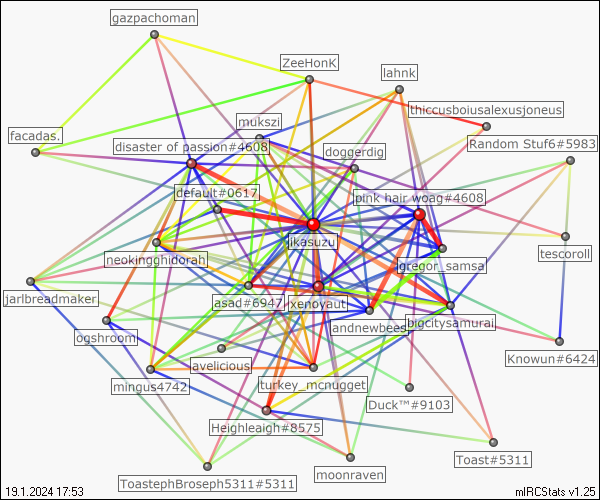 gazpachoman
ZeeHonK
lahnk
thiccusboiusalexusjoneus
mukszi
facadas.
Random Stuf6#5983
disaster of passion#4608
doggerdig
default#0617
pink hair woag#4608
jikasuzu
tescoroll
neokingghidorah
gregor_samsa
asad#6947
xenoyaut
jarlbreadmaker
andnewbees
bigcitysamurai
ogshroom
avelicious
Knowun#6424
mingus4742
turkey_mcnugget
Duck™#9103
Heighleaigh#8575
Toast#5311
moonraven
ToastephBroseph5311#5311
19.1.2024 17:53
mIRCStats v1.25